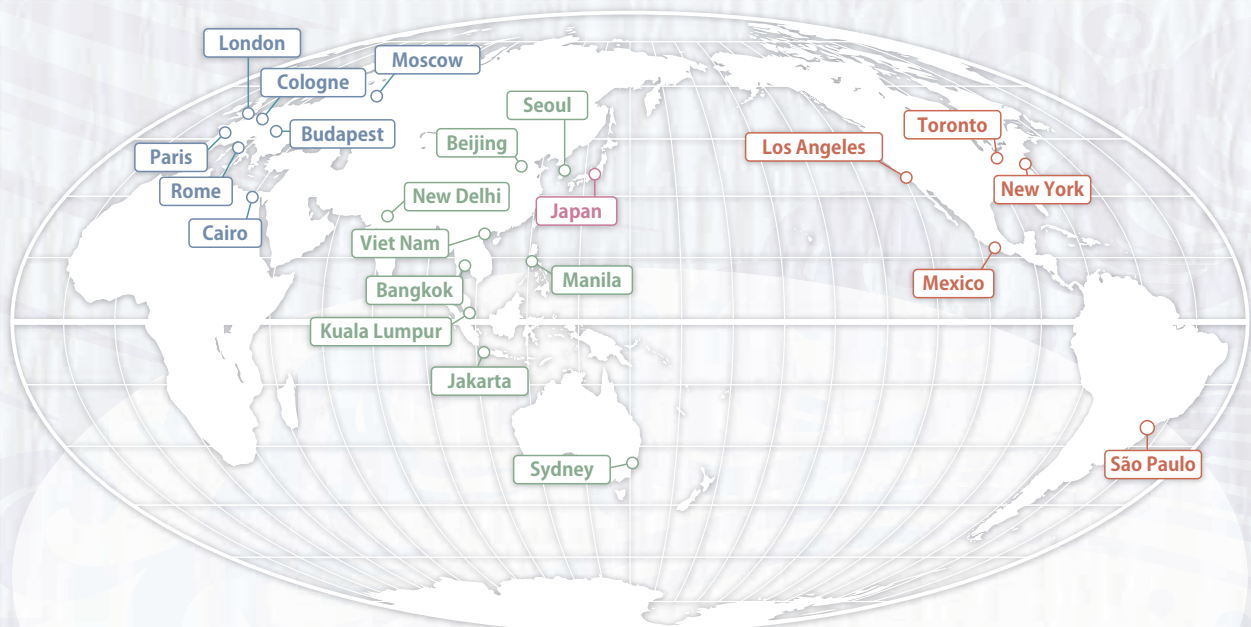 London
Moscow
Cologne
Seoul
Toronto
Budapest
Beijing
Los Angeles
Paris
Rome
New Delhi
New York
Japan
Cairo
Viet Nam
Manila
Mexico
Bangkok
Kuala Lumpur
Jakarta
São Paulo
Sydney